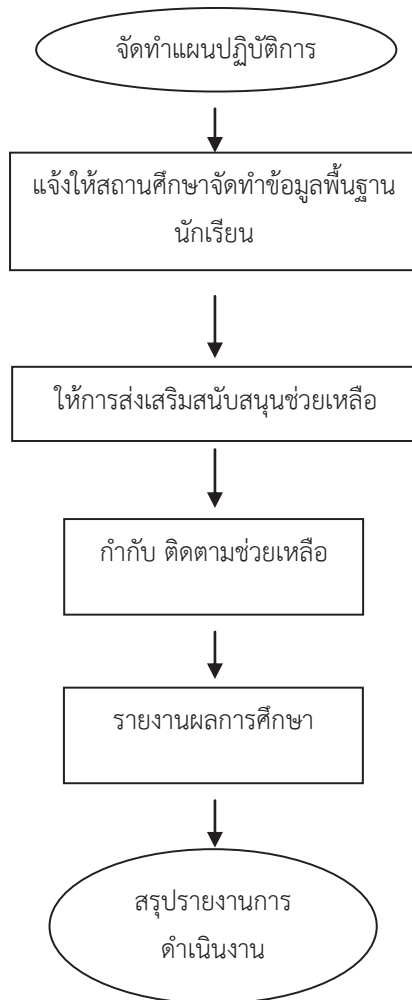 จัดทำแผนปฏิบัติการ
แจ้งให้สถานศึกษาจัดทำข้อมูลพื้นฐาน
นักเรียน
ให้การส่งเสริมสนับสนุนช่วยเหลือ
กำกับ ติดตามช่วยเหลือ
รายงานผลการศึกษา
สรุปรายงานการ
ดำเนินงาน